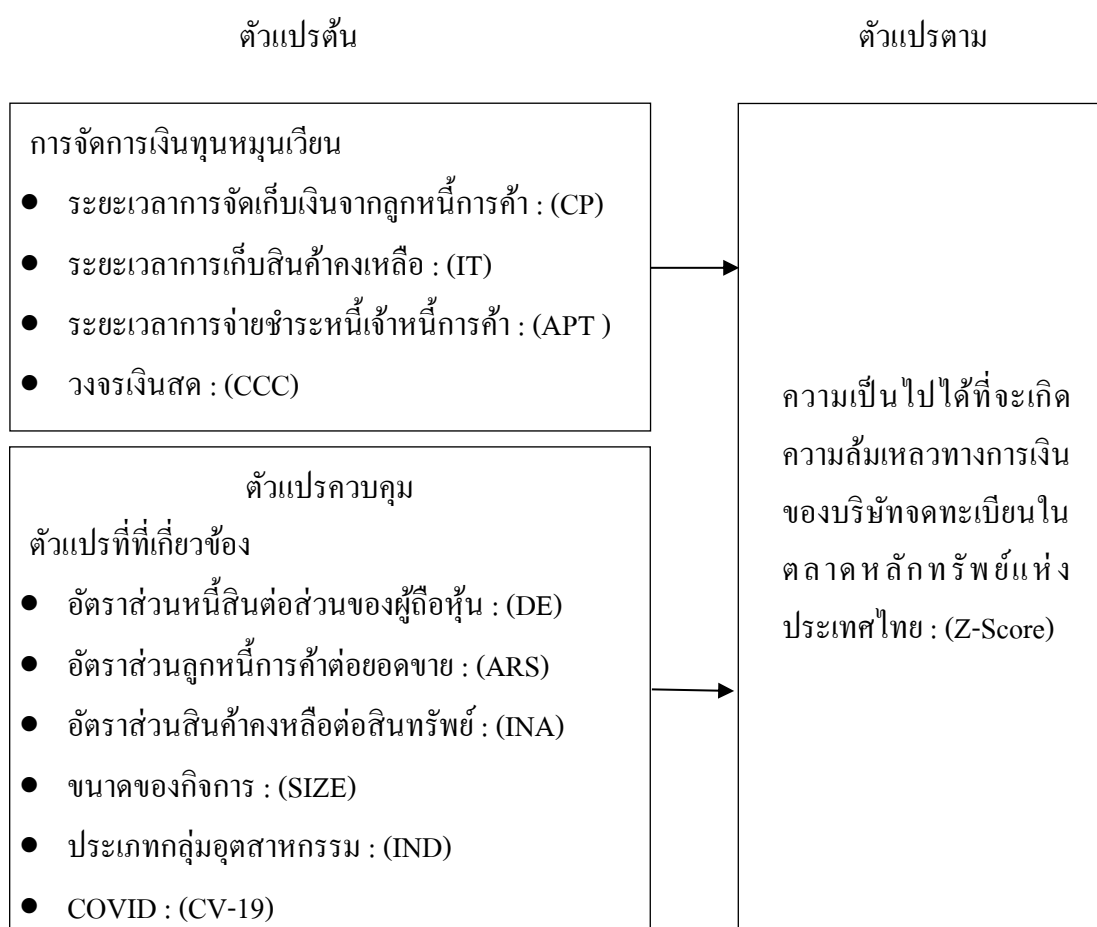 ตัวแปรต้น
ตัวแปรตาม
การจัดการเงินทุนหมุนเวียน
● ระยะเวลาการจัดเก็บเงินจากลูกหนี้การค้า : (CP)
● ระยะเวลาการเก็บสินค้าคงเหลือ : (IT)
● ระยะเวลาการจ่ายชำระหนี้เจ้าหนี้การค้า : (APT )
● วงจรเงินสด : (CCC)
ตัวแปรควบคุม
ตัวแปรที่ที่เกี่ยวข้อง
● อัตราส่วนหนี้สินต่อส่วนของผู้ถือหุ้น : (DE)
● อัตราส่วนลูกหนี้การค้าต่อยอดขาย : (ARS)
● อัตราส่วนสินค้าคงหลือต่อสินทรัพย์ : (INA)
● ขนาดของกิจการ : (SIZE)
● ประเภทกลุ่มอุตสาหกรรม : (IND)
● COVID : (CV-19)
ความเป็นไปได้ที่จะเกิด
ความล้มเหลวทางการเงิน
ของบริษัทจดทะเบียนใน
ตลาดหลักทรัพย์แห่ง
ประเทศไทย : (Z-Score)